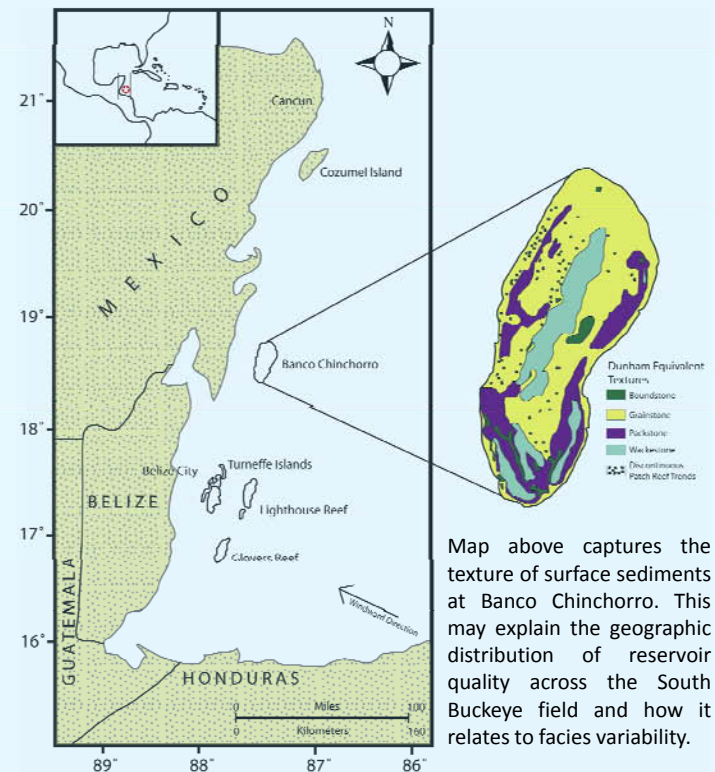 N
21°
Cancun
Cozumel Island
20°
MEXICO
19°
Banco Chinchorro
Dunham Equivalent
Textures
Boundstone
Grainstone
Packstone
Wackestone
Discontinuous
Patch Reef Trends
18°
Belize City
Turneffe Islands
BELIZE
Lighthouse Reef
17°
Glovers Reef
Windward Direction
16°
GUATEMALA
HONDURAS
Miles
0
100
Kilometers
0
160
89°
88°
87°
86°
Map above captures the
texture of surface sediments
at Banco Chinchorro. This
may explain the geographic
distribution of reservoir
quality across the South
Buckeye field and how it
relates to facies variability.